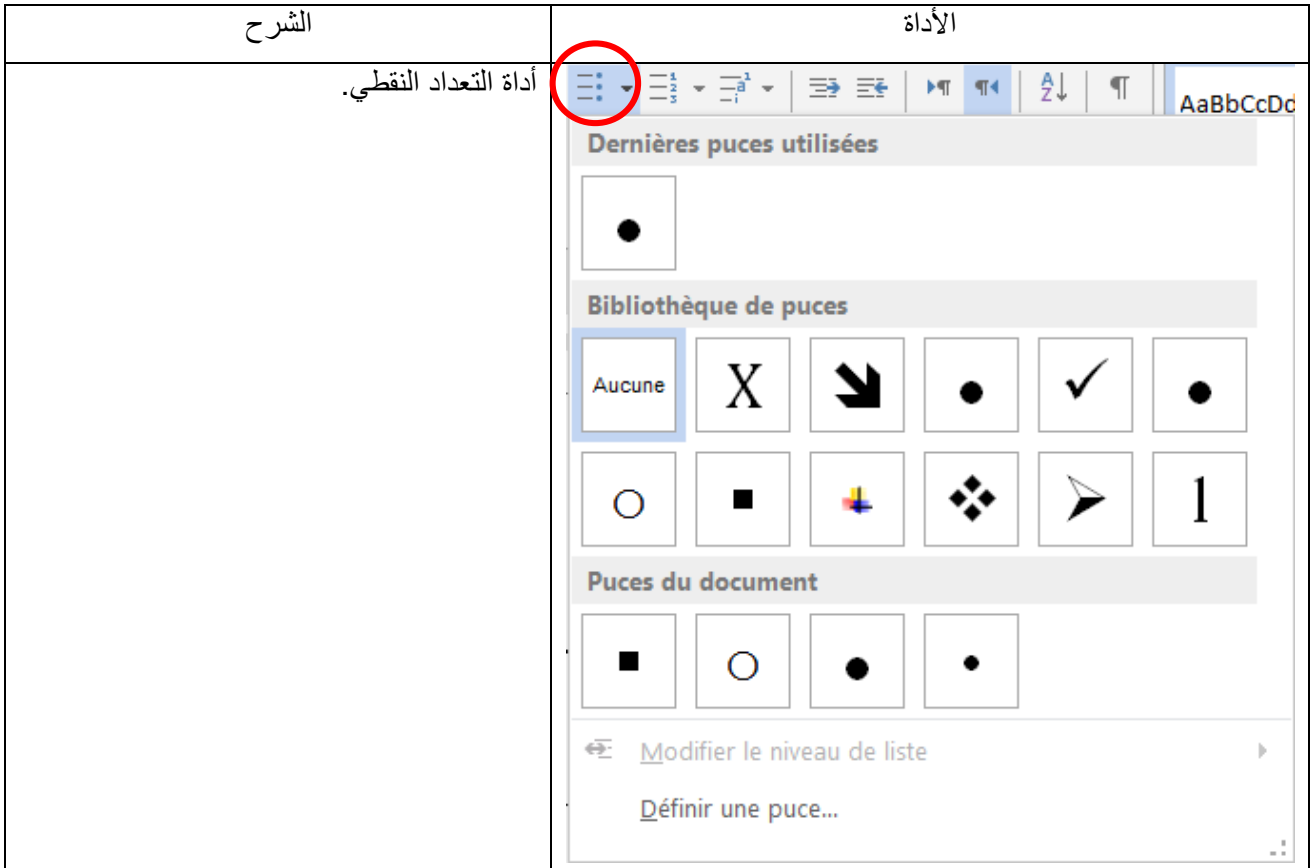 الأداة
الشرح
أداة التعداد النقطي.
AaBbCcDd
Dernières puces utilisées
Bibliothèque de puces
Aucune X
l
Puces du document
Modifier le niveau de liste
Définir une puce...